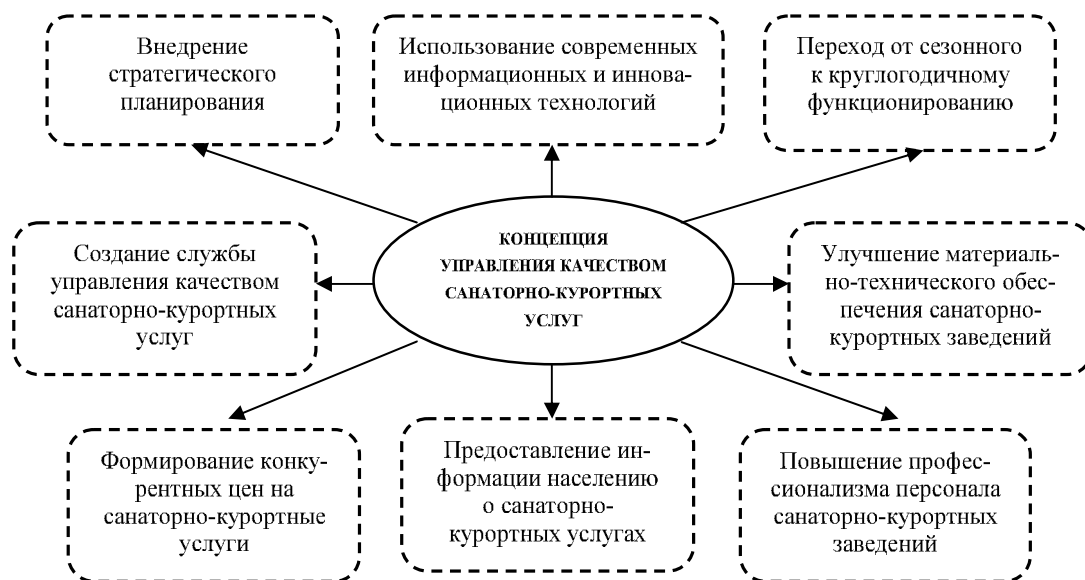 Внедрение
стратегического
планирования
Использование современных
информационных и иннова-
ционных технологий
Переход от сезонного
к круглогодичному
функционированию
Создание службы
управления качеством
санаторно-курортных
услуг
КОНЦЕПЦИЯ
УПРАВЛЕНИЯ КАЧЕСТВОМ
САНАТОРНО-КУРОРТНЫХ
УСЛУГ
Улучшение материаль-
но-технического обес-
печения санаторно-
курортных заведений
Формирование конку-
рентных цен на
санаторно-курортные
услуги
Предоставление ин-
формации населению
о санаторно-
курортных услугах
Повышение профес-
сионализма персонала
санаторно-курортных
заведений